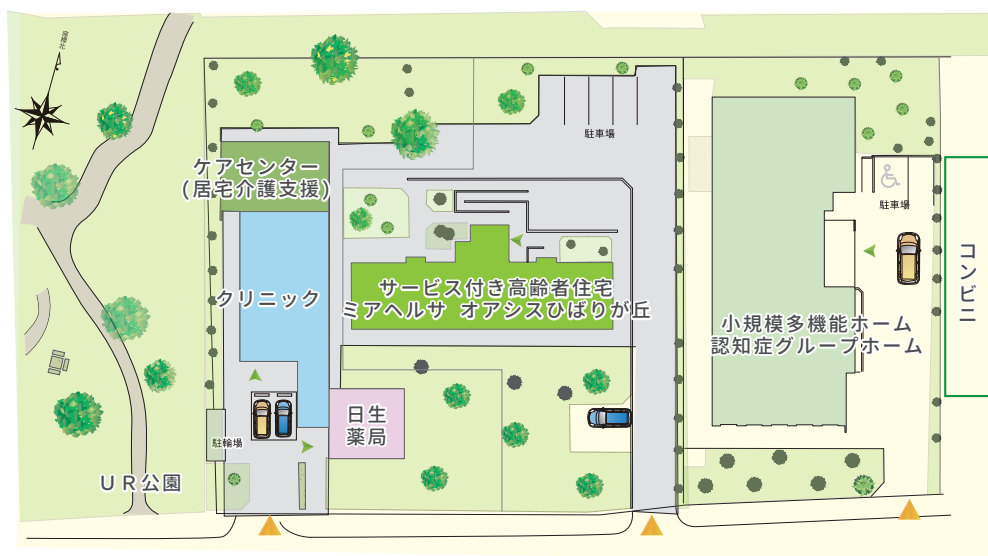 座標北
駐車場
ケアセンター
(居宅介護支援)
駐車場
コンビニ
サービス付き高齢者住宅
ミアヘルサ オアシスひばりが丘
クリニック
小規模多機能ホーム
認知症グループホーム
日生
薬局
駐輪場
UR公園